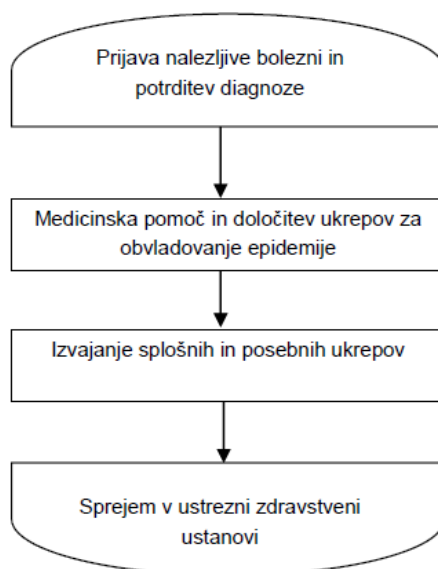 Prijava nalezljive bolezni in
potrditev diagnoze
Medicinska pomoč in določitev ukrepov za
obvladovanje epidemije
Izvajanje splošnih in posebnih ukrepov
Sprejem v ustrezni zdravstveni
ustanovi